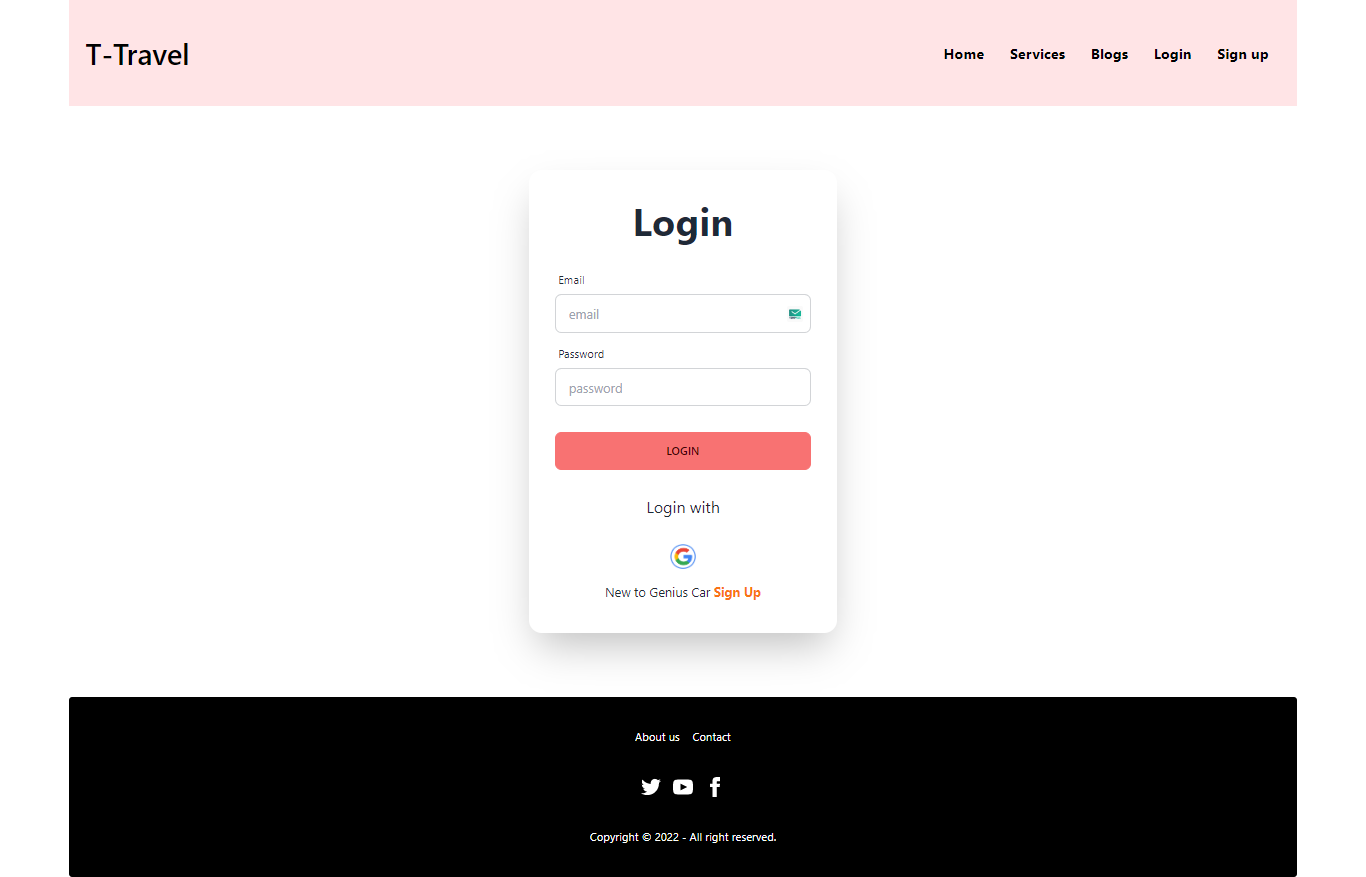 T-Travel
Home Services Blogs Login Sign up
Login
Email
email
Password
password
LOGIN
Login with
New to Genius Car Sign Up
About us Contact
Copyright © 2022 - All right reserved.